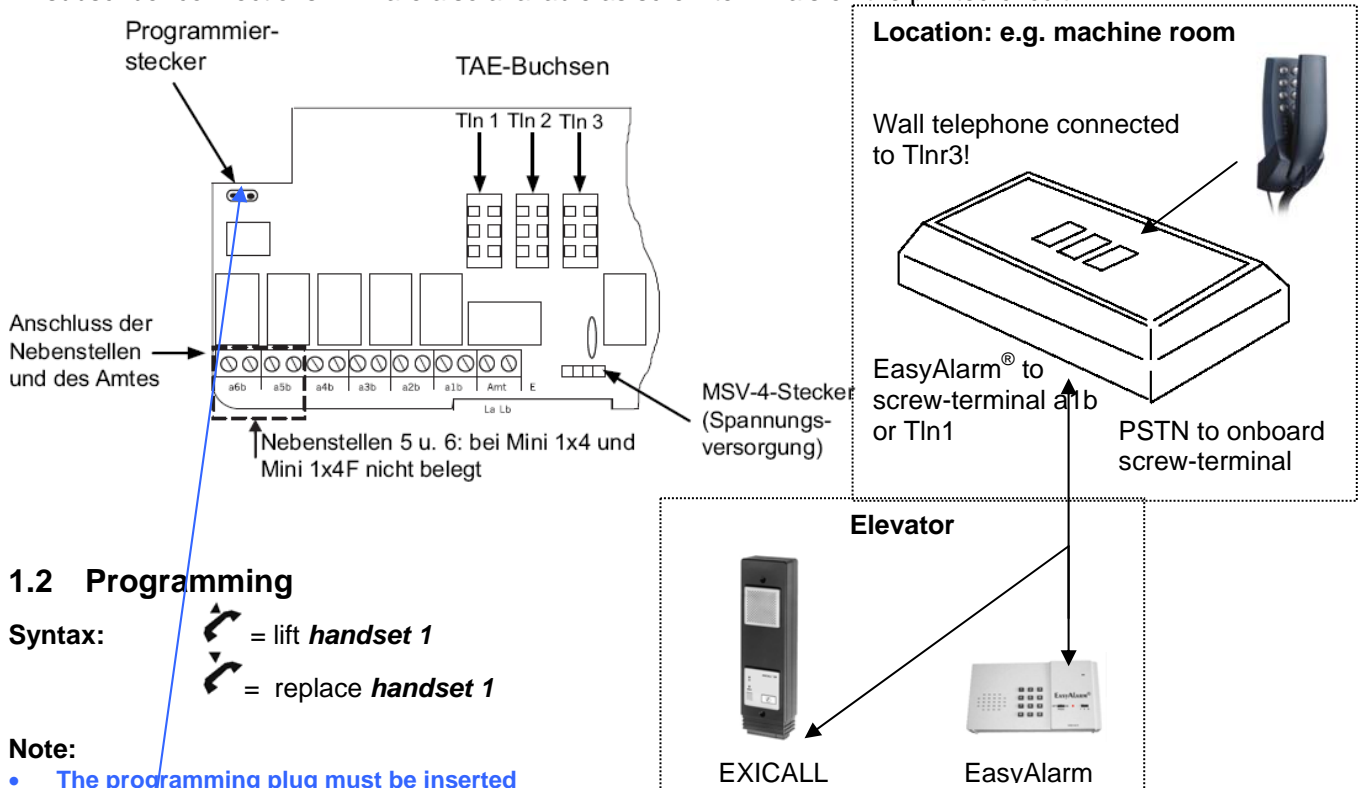 Programmier-
stecker
TAE-Buchsen
Tln 1 Tln 2 Tln 3
Anschluss der
Nebenstellen
und des Amtes
a6b a5b a4b a3b a2b a1b Amt E
La Lb
MSV-4-Stecker
(Spannungs-
versorgung)
Nebenstellen 5 u. 6: bei Mini 1x4 und
Mini 1x4F nicht belegt
Location: e.g. machine room
Wall telephone connected
to Tlnr3!
EasyAlarm® to
screw-terminal a1b
or Tln1
PSTN to onboard
screw-terminal
Elevator
EasyAlarm®
EXICALL
EasyAlarm
1.2 Programming
Syntax:
= lift handset 1
= replace handset 1
Note:
• The programming plug must be inserted